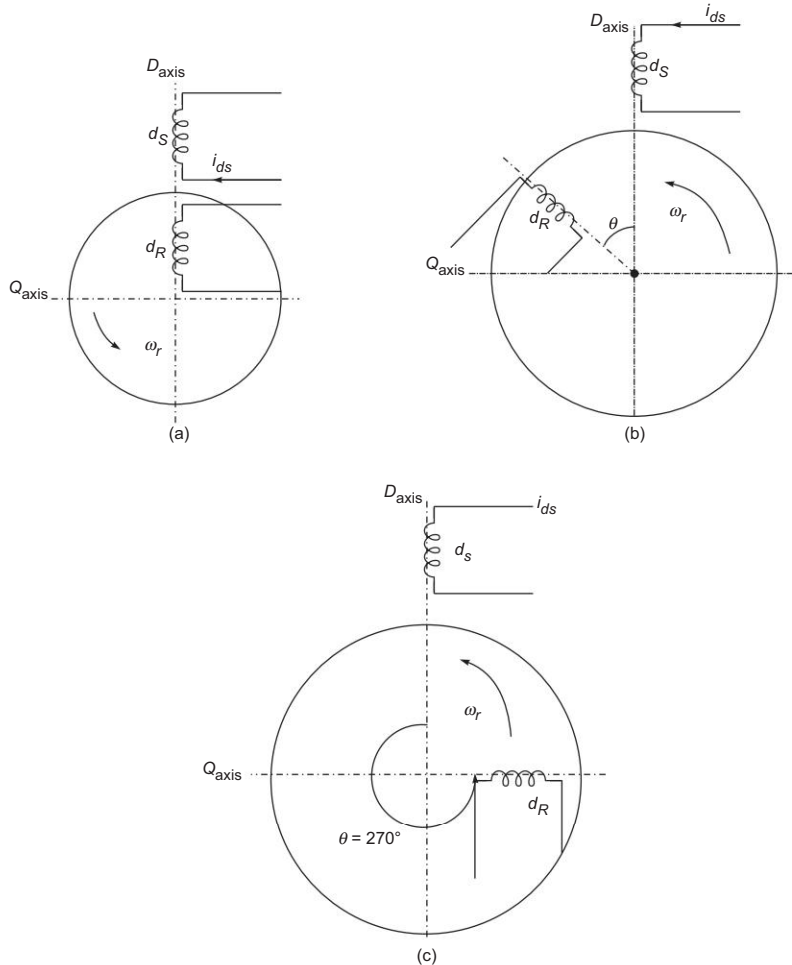 D_axis
d_S
i_ds
d_R
Q_axis
ω_r
(a)
D_axis
i_ds
d_S
d_R
θ
ω_r
Q_axis
(b)
D_axis
i_ds
d_s
ω_r
Q_axis
d_R
θ = 270°
(c)